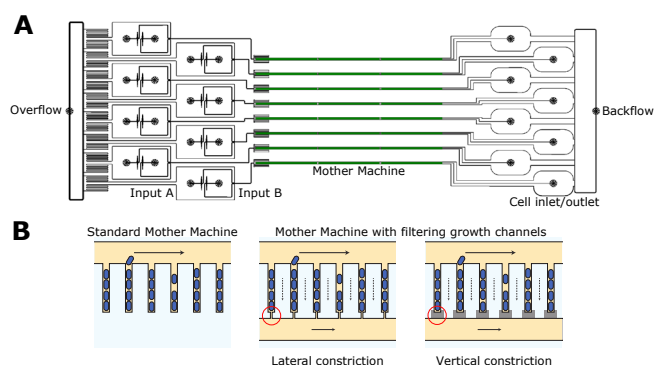 A
Overflow
Backflow
Input A
Input B
Mother Machine
Cell inlet/outlet
B
Standard Mother Machine
Mother Machine with filtering growth channels
Lateral constriction
Vertical constriction